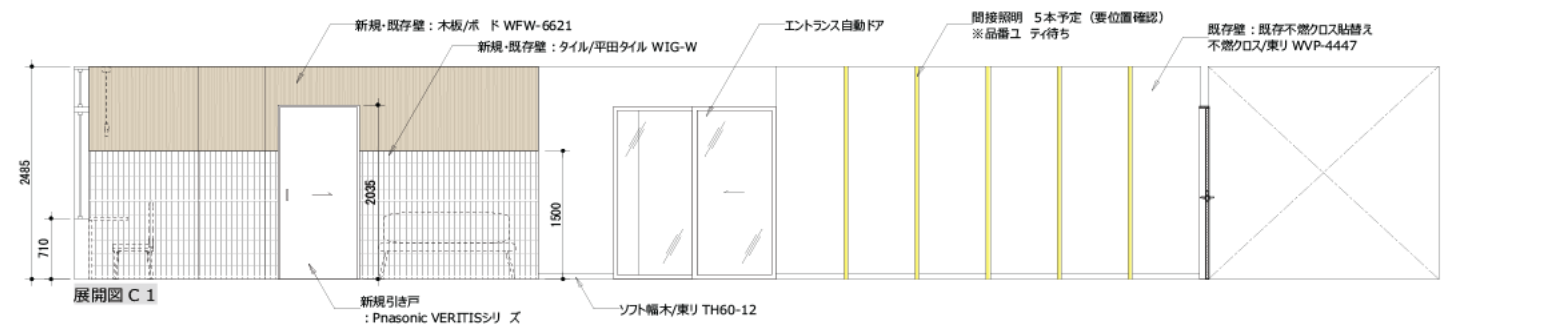 新規・既存壁：木板/ボ　ド WFW-6621
新規・既存壁：タイル/平田タイル WIG-W
エントランス自動ドア
間接照明　5本予定（要位置確認）
※品番ユ　ティ待ち
既存壁：既存不燃クロス貼替え
不燃クロス/東リ WVP-4447
2485
710
2035
1500
展開図 C 1
新規引き戸
：Pnasonic VERITISシリ　ズ
ソフト幅木/東リ TH60-12